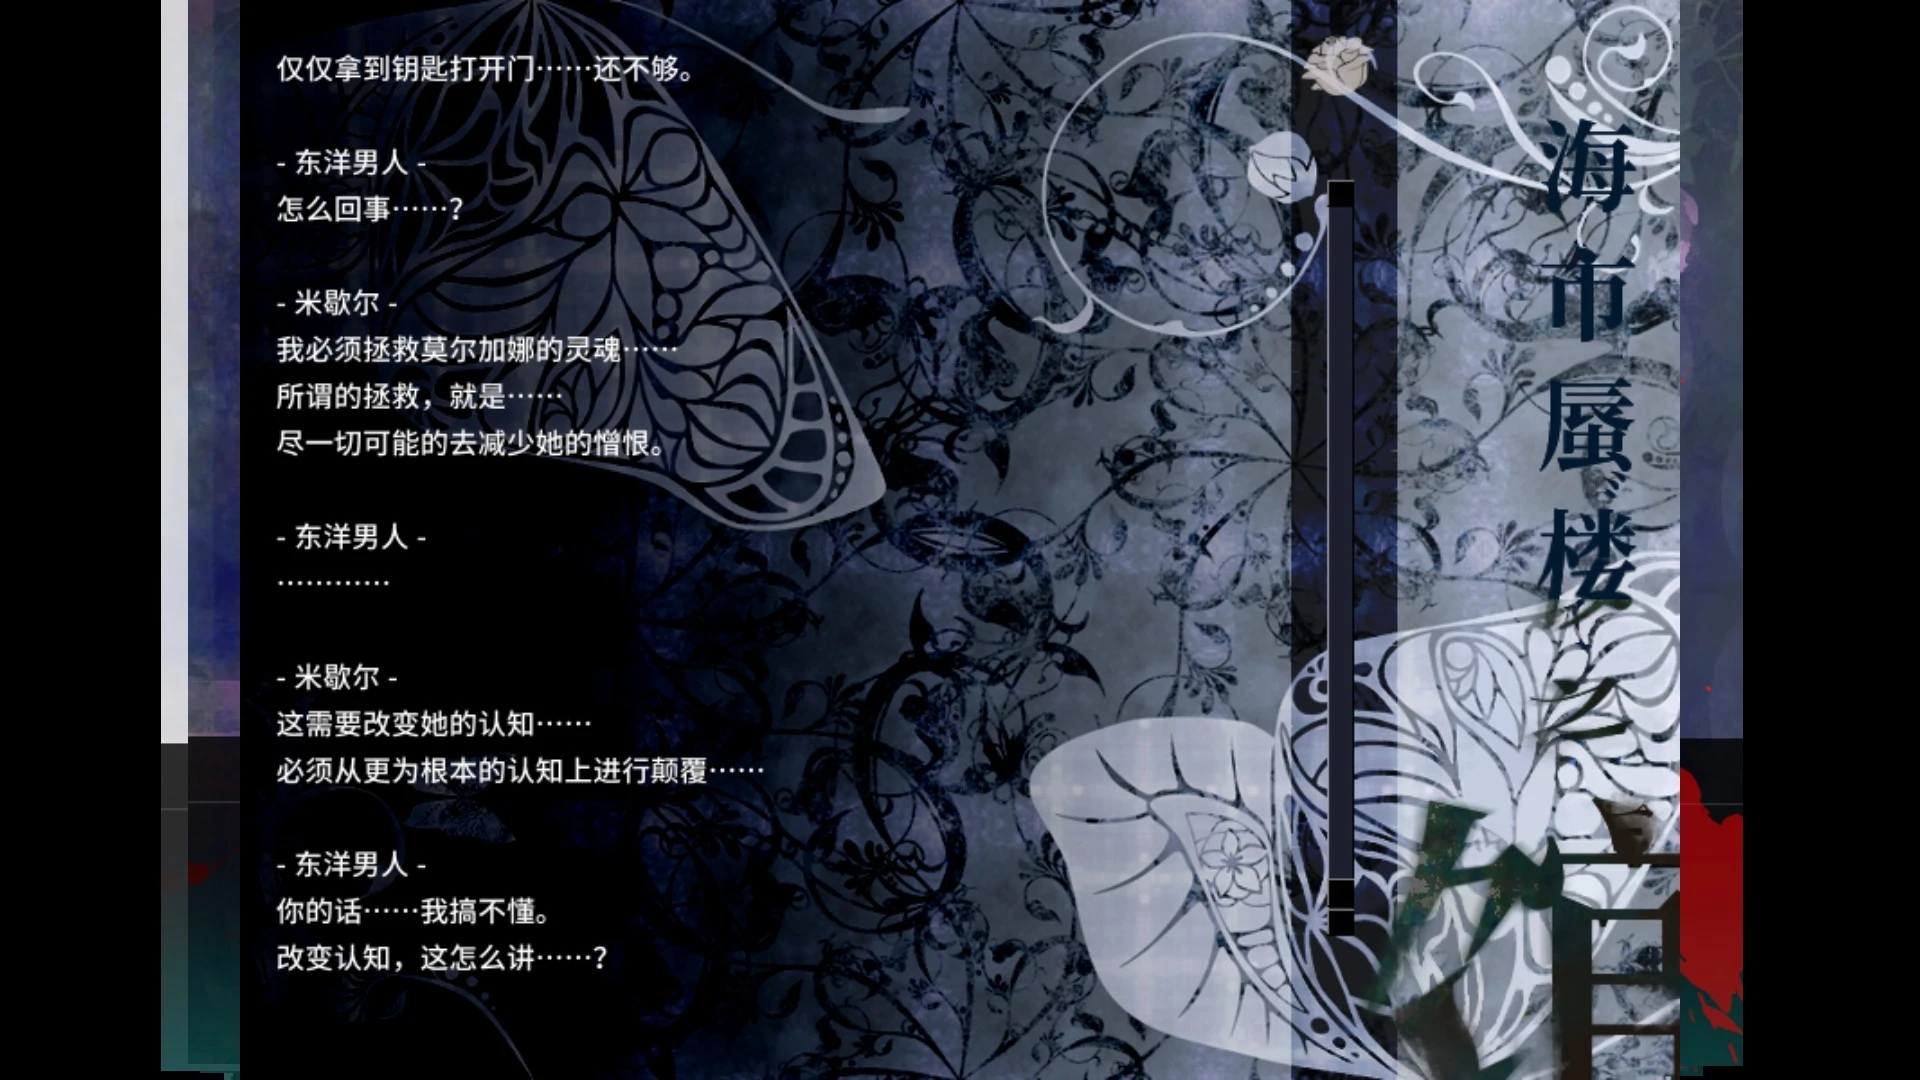 仅仅拿到钥匙打开门……还不够。
- 东洋男人 -
怎么回事……？
- 米歇尔 -
我必须拯救莫尔加娜的灵魂……
所谓的拯救，就是……
尽一切可能的去减少她的憎恨。
- 东洋男人 -
…………
- 米歇尔 -
这需要改变她的认知……
必须从更为根本的认知上进行颠覆……
- 东洋男人 -
你的话……我搞不懂。
改变认知，这怎么讲……？
海市蜃楼之馆